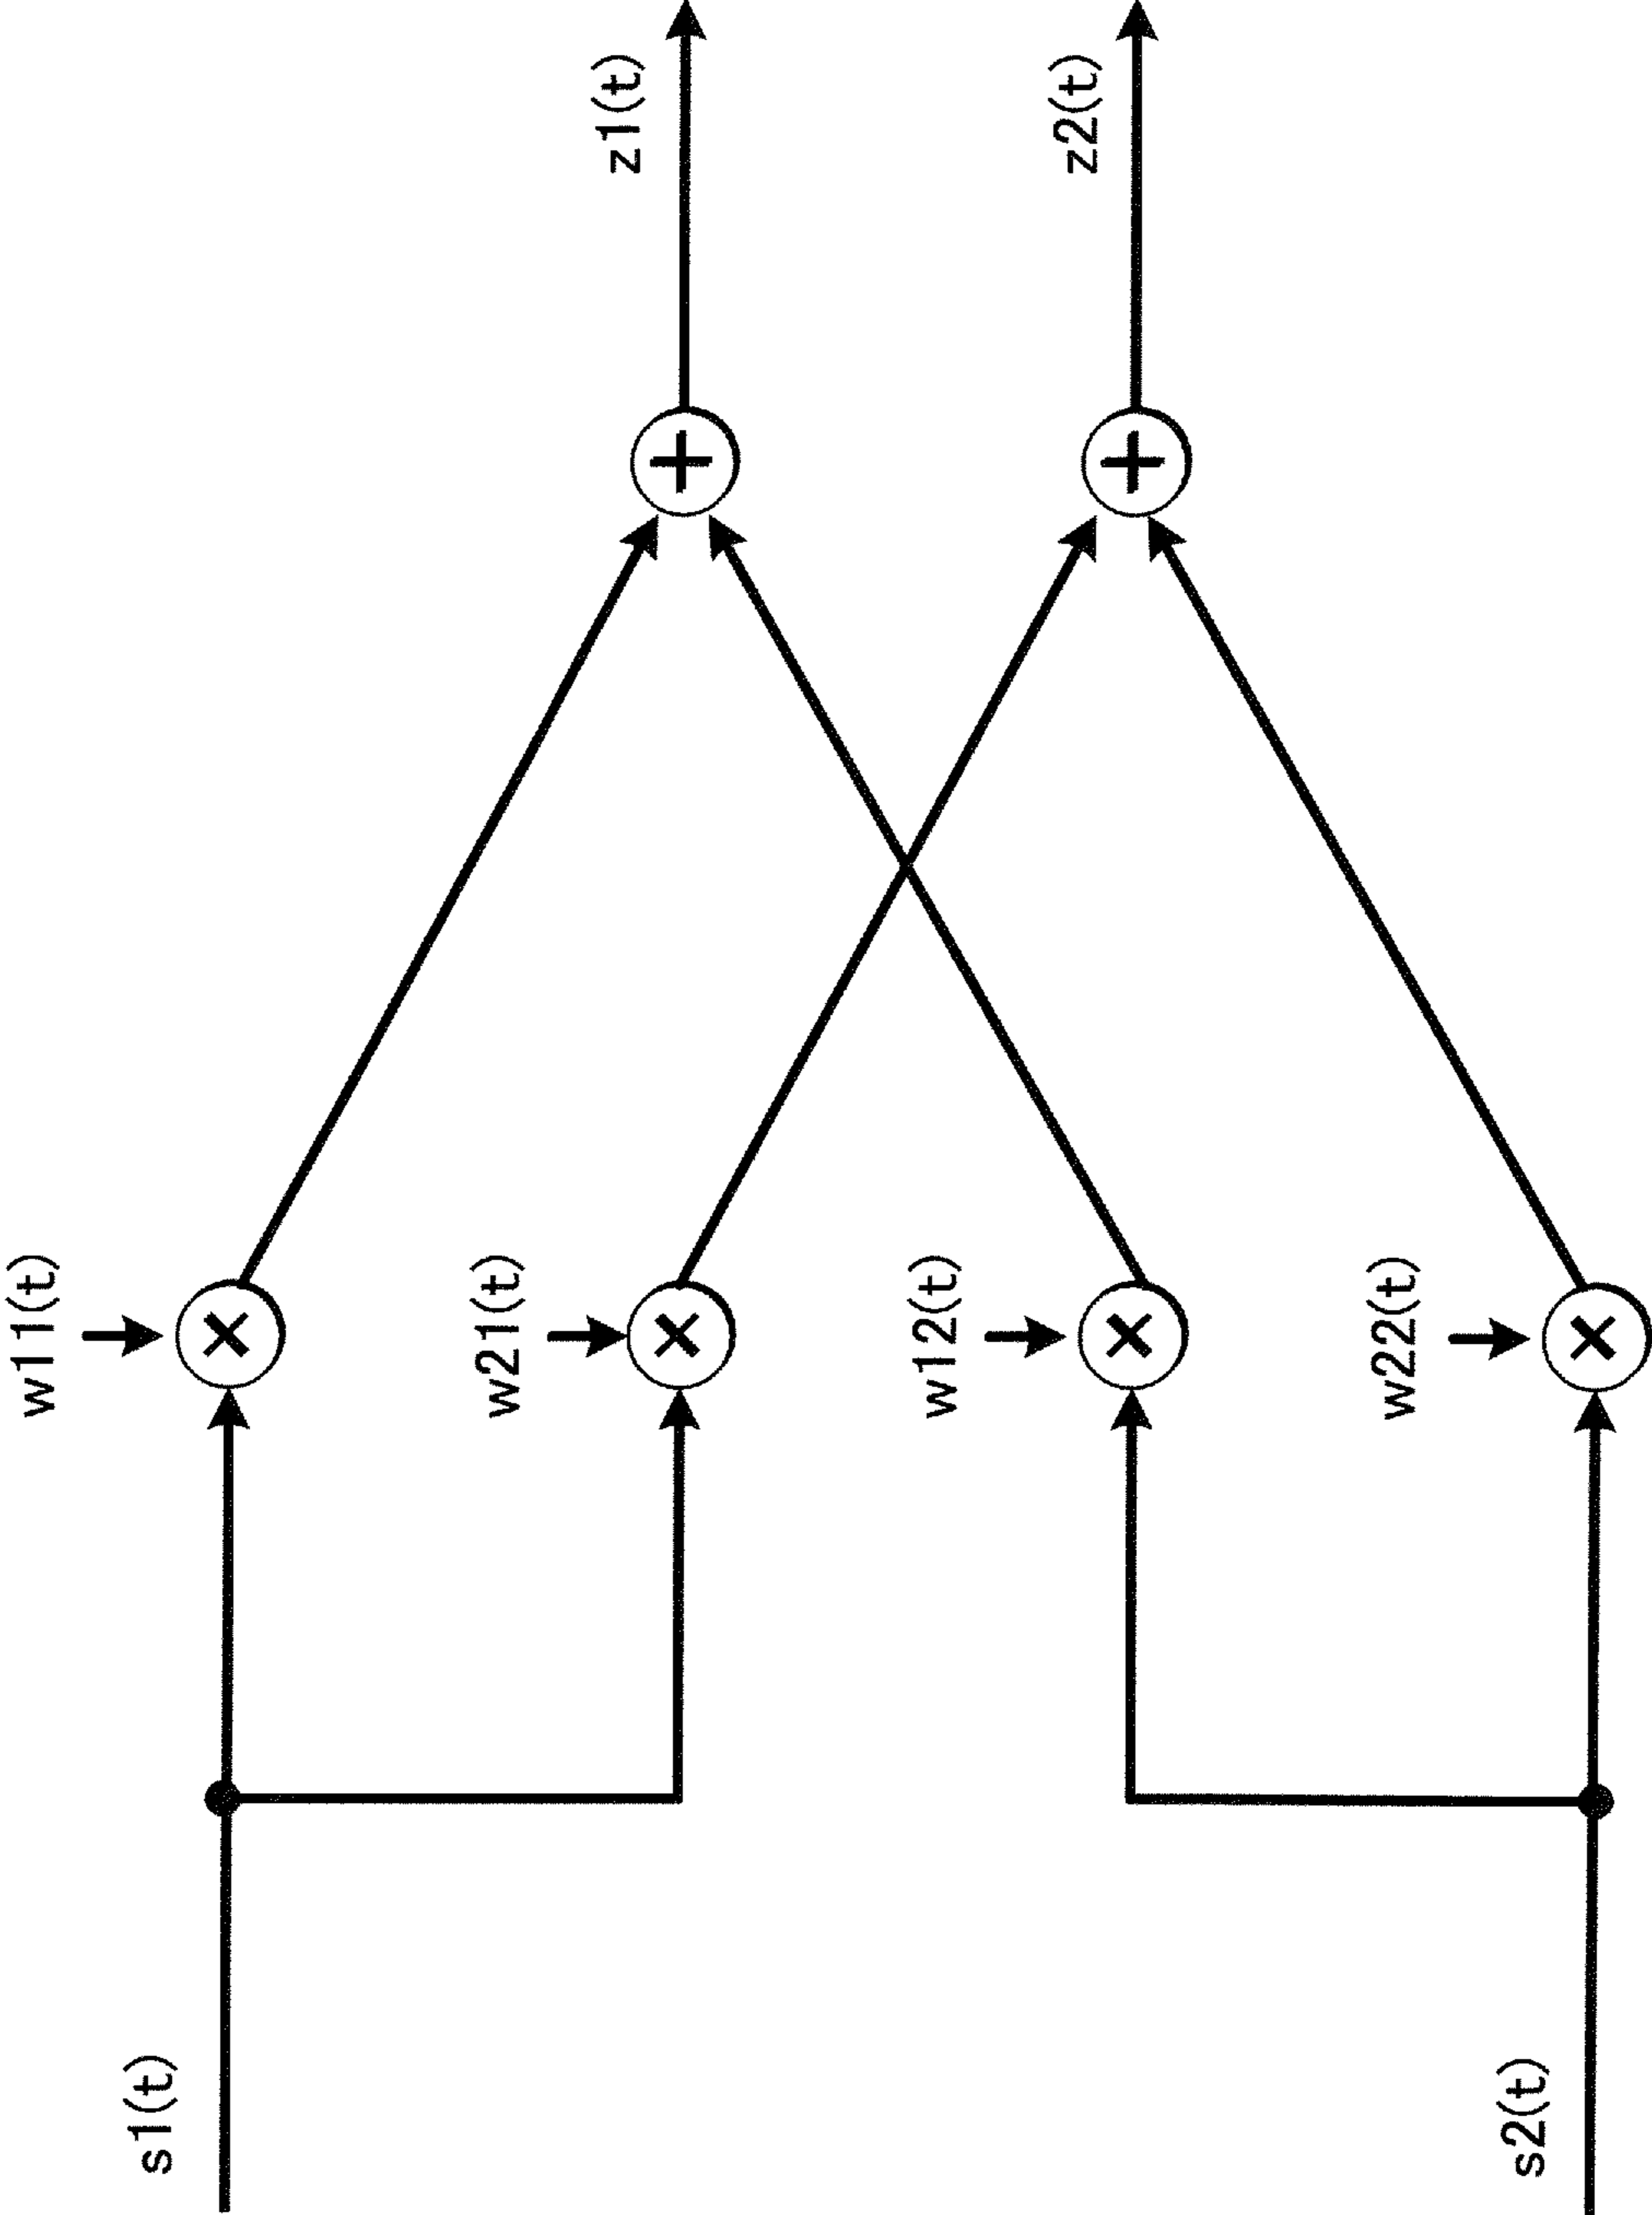 s1(t)
w11(t)
×
w21(t)
×
z1(t)
+
w12(t)
×
z2(t)
+
s2(t)
w22(t)
×